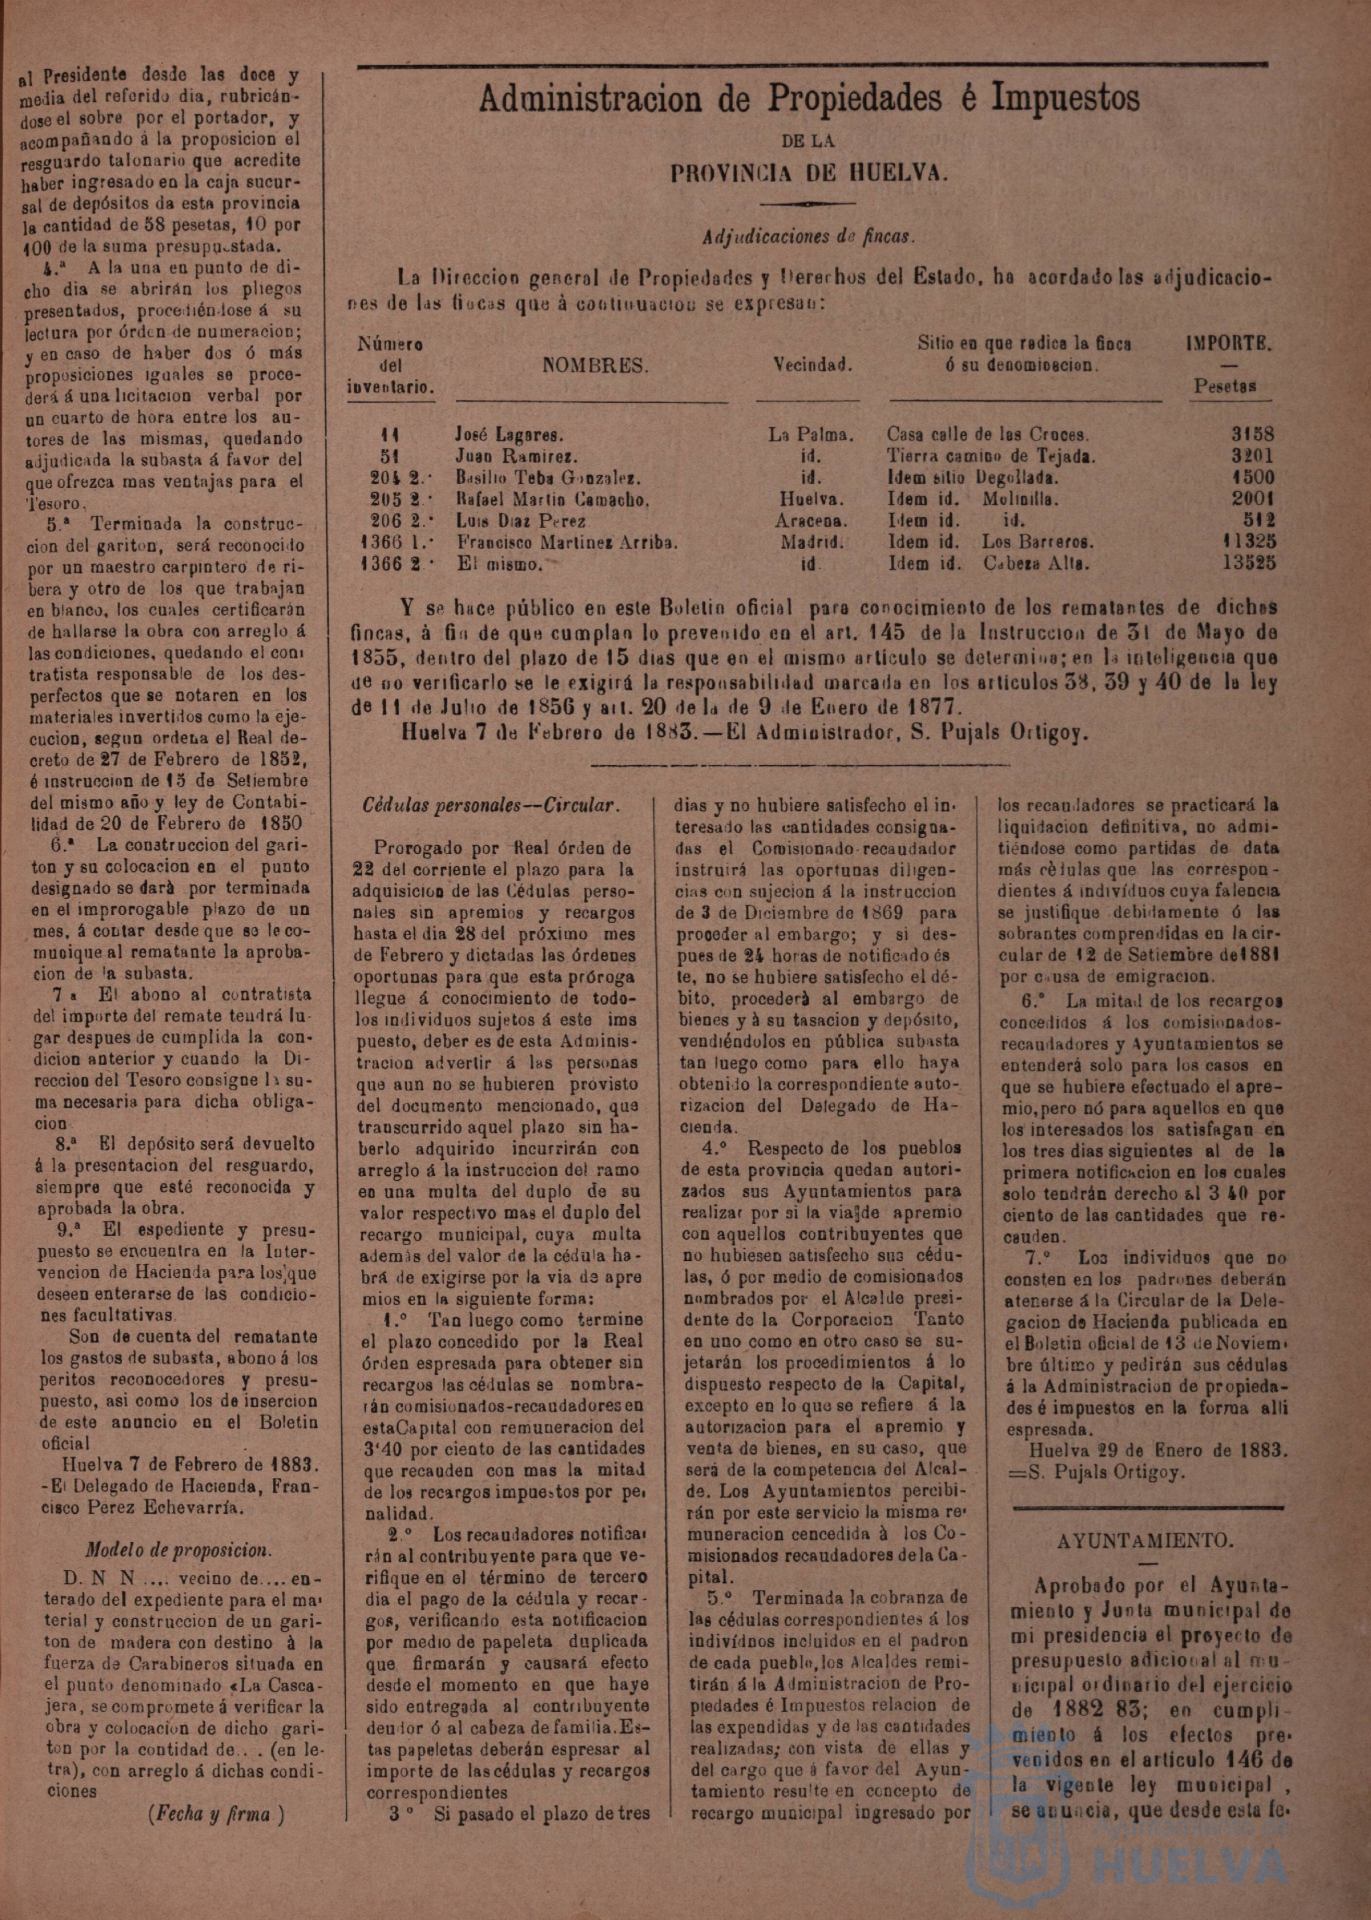 al Presidente desde las doce y
media del referido dia, rubricán-
dose el sobre por el portador, y
acompañando á la proposicion el
resguardo talonario que acredite
haber ingresado en la caja sucur-
sal de depósitos da esta provincia
la cantidad de 58 pesetas, 10 por
100 de la suma presupuestada.
4.ª A la una en punto de di-
cho dia se abrirán los pliegos
presentados, procediéndose á su
lectura por órden de numeracion;
y en caso de haber dos ó más
proposiciones iguales se proce-
derá á una licitacion verbal por
un cuarto de hora entre los au-
tores de las mismas, quedando
adjudicada la subasta á favor del
que ofrezca mas ventajas para el
Tesoro.
5.ª Terminada la construc-
cion del gariton, será reconocido
por un maestro carpintero de ri-
bera y otro de los que trabajan
en blanco, los cuales certificarán
de hallarse la obra con arreglo á
las condiciones, quedando el con
tratista responsable de los des-
perfectos que se notaren en los
materiales invertidos como la eje-
cucion, segun ordena el Real de-
creto de 27 de Febrero de 1852,
é instruccion de 15 de Setiembre
del mismo año y ley de Contabi-
lidad de 20 de Febrero de 1850
6.ª La construccion del gari-
ton y su colocacion en el punto
designado se dará por terminada
en el improrogable plazo de un
mes, á contar desde que se le co-
munique al rematante la aproba-
cion de la subasta.
7 ª El abono al contratista
del importe del remate tendrá lu-
gar despues de cumplida la con-
dicion anterior y cuando la Di-
reccion del Tesoro consigne la su-
ma necesaria para dicha obliga-
cion
8.ª El depósito será devuelto
á la presentacion del resguardo,
siempre que esté reconocida y
aprobada la obra.
9.ª El espediente y presu-
puesto se encuentra en la Inter-
vencion de Hacienda para los que
deseen enterarse de las condicio-
nes facultativas.
Son de cuenta del rematante
los gastos de subasta, abono á los
peritos reconocedores y presu-
puesto, asi como los de insercion
de este anuncio en el Boletin
oficial
Huelva 7 de Febrero de 1883.
-El Delegado de Hacienda, Fran-
cisco Perez Echevarría.
Modelo de proposicion.
D. N N .... vecino de.... en-
terado del expediente para el ma-
terial y construccion de un gari-
ton de madera con destino à la
fuerza de Carabineros situada en
el punto denominado «La Casca-
jera, se compromete á verificar la
obra y colocacion de dicho gari-
ton por la contidad de.. . (en le-
tra), con arreglo á dichas condi-
ciones
(Fecha y firma )
Administracion de Propiedades é Impuestos
DE LA
PROVINCIA DE HUELVA.
Adjudicaciones de fincas.
La Direccion general de Propiedades y Derechos del Estado, ha acordado las adjudicacio-
nes de las fincas que à continuacion se expresan:
Número del inventario. NOMBRES. Vecindad. Sitio en que radica la finca ó su denominacion. IMPORTE. — Pesetas
11 José Lagares. La Palma. Casa calle de las Cruces. 3158
51 Juan Ramirez. id. Tierra camino de Tejada. 3201
204 2.° Basilio Teba Gonzalez. id. Idem sitio Degollada. 1500
205 2.° Rafael Martin Camacho. Huelva. Idem id. Molinilla. 2001
206 2.° Luis Diaz Perez Aracena. Idem id. id. 512
1366 1.° Francisco Martinez Arriba. Madrid. Idem id. Los Barreros. 11325
1366 2 ° El mismo. id. Idem id. Cabeza Alta. 13525
Y se hace público en este Boletin oficial para conocimiento de los rematantes de dichas
fincas, à fin de que cumplan lo prevenido en el art. 145 de la Instruccion de 31 de Mayo de
1855, dentro del plazo de 15 dias que en el mismo articulo se determina; en la inteligencia que
de no verificarlo se le exigirá la responsabilidad marcada en los articulos 38, 39 y 40 de la ley
de 11 de Julio de 1856 y art. 20 de la de 9 de Enero de 1877.
Huelva 7 de Febrero de 1883.—El Administrador, S. Pujals Ortigoy.
Cédulas personales--Circular.
Prorogado por Real órden de
22 del corriente el plazo para la
adquisicion de las Cédulas perso-
nales sin apremios y recargos
hasta el dia 28 del próximo mes
de Febrero y dictadas las órdenes
oportunas para que esta próroga
llegue á conocimiento de todo-
los individuos sujetos á este ims
puesto, deber es de esta Adminis-
tracion advertir á las personas
que aun no se hubieren provisto
del documento mencionado, que
transcurrido aquel plazo sin ha-
berlo adquirido incurrirán con
arreglo á la instruccion del ramo
en una multa del duplo de su
valor respectivo mas el duplo del
recargo municipal, cuya multa
además del valor de la cédula ha-
brá de exigirse por la via de apre
mios en la siguiente forma:
1.° Tan luego como termine
el plazo concedido por la Real
órden espresada para obtener sin
recargos las cédulas se nombra-
rán comisionados-recaudadores en
esta Capital con remuneracion del
3'40 por ciento de las cantidades
que recauden con mas la mitad
de los recargos impuestos por pe-
nalidad.
2.° Los recaudadores notifica-
rán al contribuyente para que ve-
rifique en el término de tercero
dia el pago de la cédula y recar-
gos, verificando esta notificacion
por medio de papeleta duplicada
que firmarán y causará efecto
desde el momento en que haye
sido entregada al contribuyente
deudor ó al cabeza de familia. Es-
tas papeletas deberán espresar al
importe de las cédulas y recargos
correspondientes
3 ° Si pasado el plazo de tres
dias y no hubiere satisfecho el in-
teresado las cantidades consigna-
das el Comisionado-recaudador
instruirá las oportunas diligen-
cias con sujecion á la instruccion
de 3 de Diciembre de 1869 para
proceder al embargo; y si des-
pues de 24 horas de notificado és
te, no se hubiere satisfecho el dé-
bito, procederà al embargo de
bienes y à su tasacion y depósito,
vendiéndolos en pública subasta
tan luego como para ello haya
obtenido la correspondiente auto-
rizacion del Delegado de Ha-
cienda.
4.° Respecto de los pueblos
de esta provincia quedan autori-
zados sus Ayuntamientos para
realizar por si la via de apremio
con aquellos contribuyentes que
no hubiesen satisfecho sus cédu-
las, ó por medio de comisionados
nombrados por el Alcalde presi-
dente de la Corporacion Tanto
en uno como en otro caso se su-
jetarán los procedimientos á lo
dispuesto respecto de la Capital,
excepto en lo que se refiere á la
autorizacion para el apremio y
venta de bienes, en su caso, que
será de la competencia del Alcal-
de. Los Ayuntamientos percibi-
rán por este servicio la misma re-
muneracion cencedida à los Co-
misionados recaudadores de la Ca-
pital.
5.° Terminada la cobranza de
las cédulas correspondientes á los
indivídnos incluidos en el padron
de cada pueblo, los Alcaldes remi-
tirán á la Administracion de Pro-
piedades é Impuestos relacion de
las expendidas y de las cantidades
realizadas; con vista de ellas y
del cargo que à favor del Ayun-
tamiento resulte en concepto de
recargo municipal ingresado por
los recaudadores se practicará la
liquidacion definitiva, no admi-
tiéndose como partidas de data
más cèdulas que las correspon-
dientes á indivíduos cuya falencia
se justifique debidamente ó las
sobrantes comprendidas en la cir-
cular de 12 de Setiembre de 1881
por causa de emigracion.
6.° La mitad de los recargos
concedidos á los comisionados-
recaudadores y Ayuntamientos se
entenderá solo para los casos en
que se hubiere efectuado el apre-
mio, pero nó para aquellos en que
los interesados los satisfagan en
los tres dias siguientes al de la
primera notificacion en los cuales
solo tendrán derecho al 3 40 por
ciento de las cantidades que re-
cauden.
7.° Los individuos que no
consten en los padrones deberán
atenerse á la Circular de la Dele-
gacion de Hacienda publicada en
el Boletin oficial de 13 de Noviem-
bre último y pedirán sus cédulas
á la Administracion de propieda-
des é impuestos en la forma alli
espresada.
Huelva 29 de Enero de 1883.
=S. Pujals Ortigoy.
AYUNTAMIENTO.
Aprobado por el Ayunta-
miento y Junta municipal de
mi presidencia el proyecto de
presupuesto adicional al mu-
nicipal ordinario del ejercicio
de 1882 83; en cumpli-
miento á los efectos pre-
venidos en el articulo 146 de
la vigente ley municipal ,
se anuncia, que desde esta fe-
HUELVA